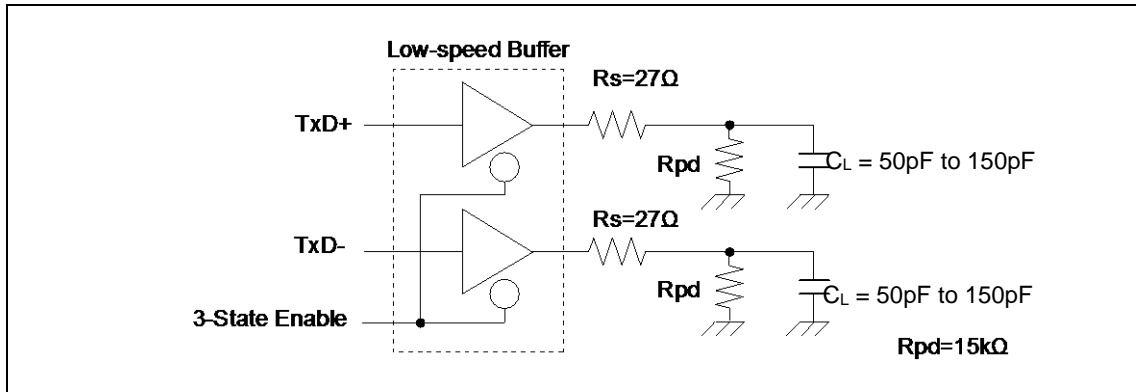 Low-speed Buffer
Rs=27Ω
TxD+
Rpd
CL = 50pF to 150pF
Rs=27Ω
TxD-
Rpd
CL = 50pF to 150pF
3-State Enable
Rpd=15kΩ